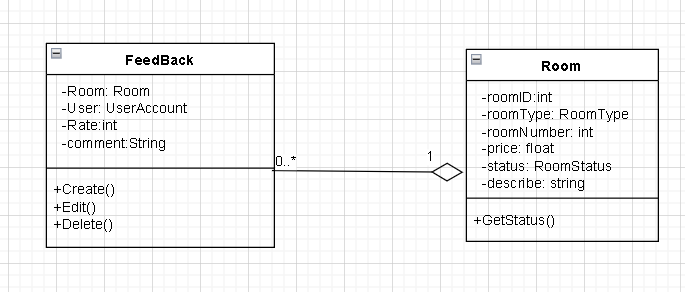 FeedBack
-Room: Room
-User: UserAccount
-Rate:int
-comment:String
+Create()
+Edit()
+Delete()
0..*
1
Room
-roomID:int
-roomType: RoomType
-roomNumber: int
-price: float
-status: RoomStatus
-describe: string
+GetStatus()